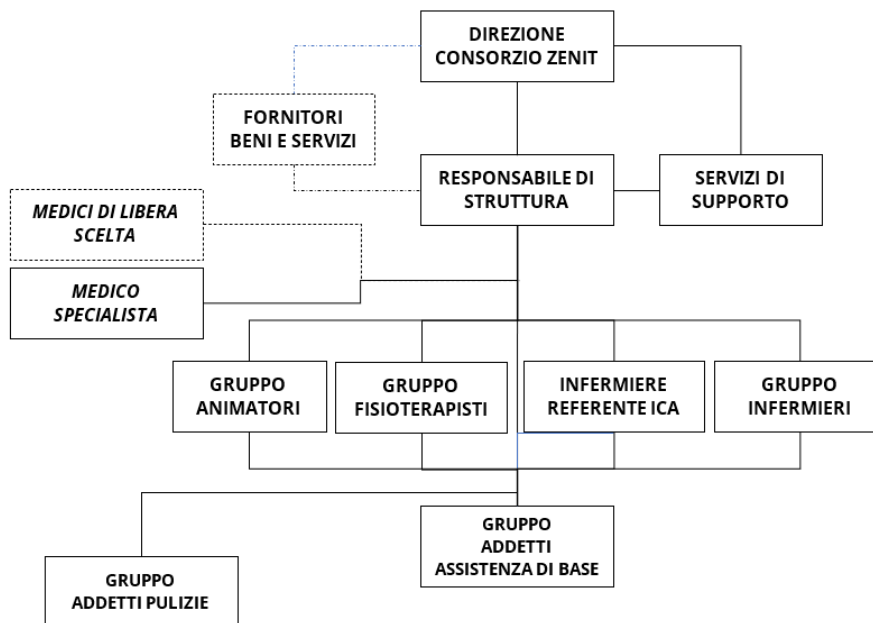 DIREZIONE
CONSORZIO ZENIT
FORNITORI
BENI E SERVIZI
RESPONSABILE DI
STRUTTURA
SERVIZI DI
SUPPORTO
MEDICI DI LIBERA
SCELTA
MEDICO
SPECIALISTA
GRUPPO
ANIMATORI
GRUPPO
FISIOTERAPISTI
INFERMIERE
REFERENTE ICA
GRUPPO
INFERMIERI
GRUPPO
ADDETTI
ASSISTENZA DI BASE
GRUPPO
ADDETTI PULIZIE